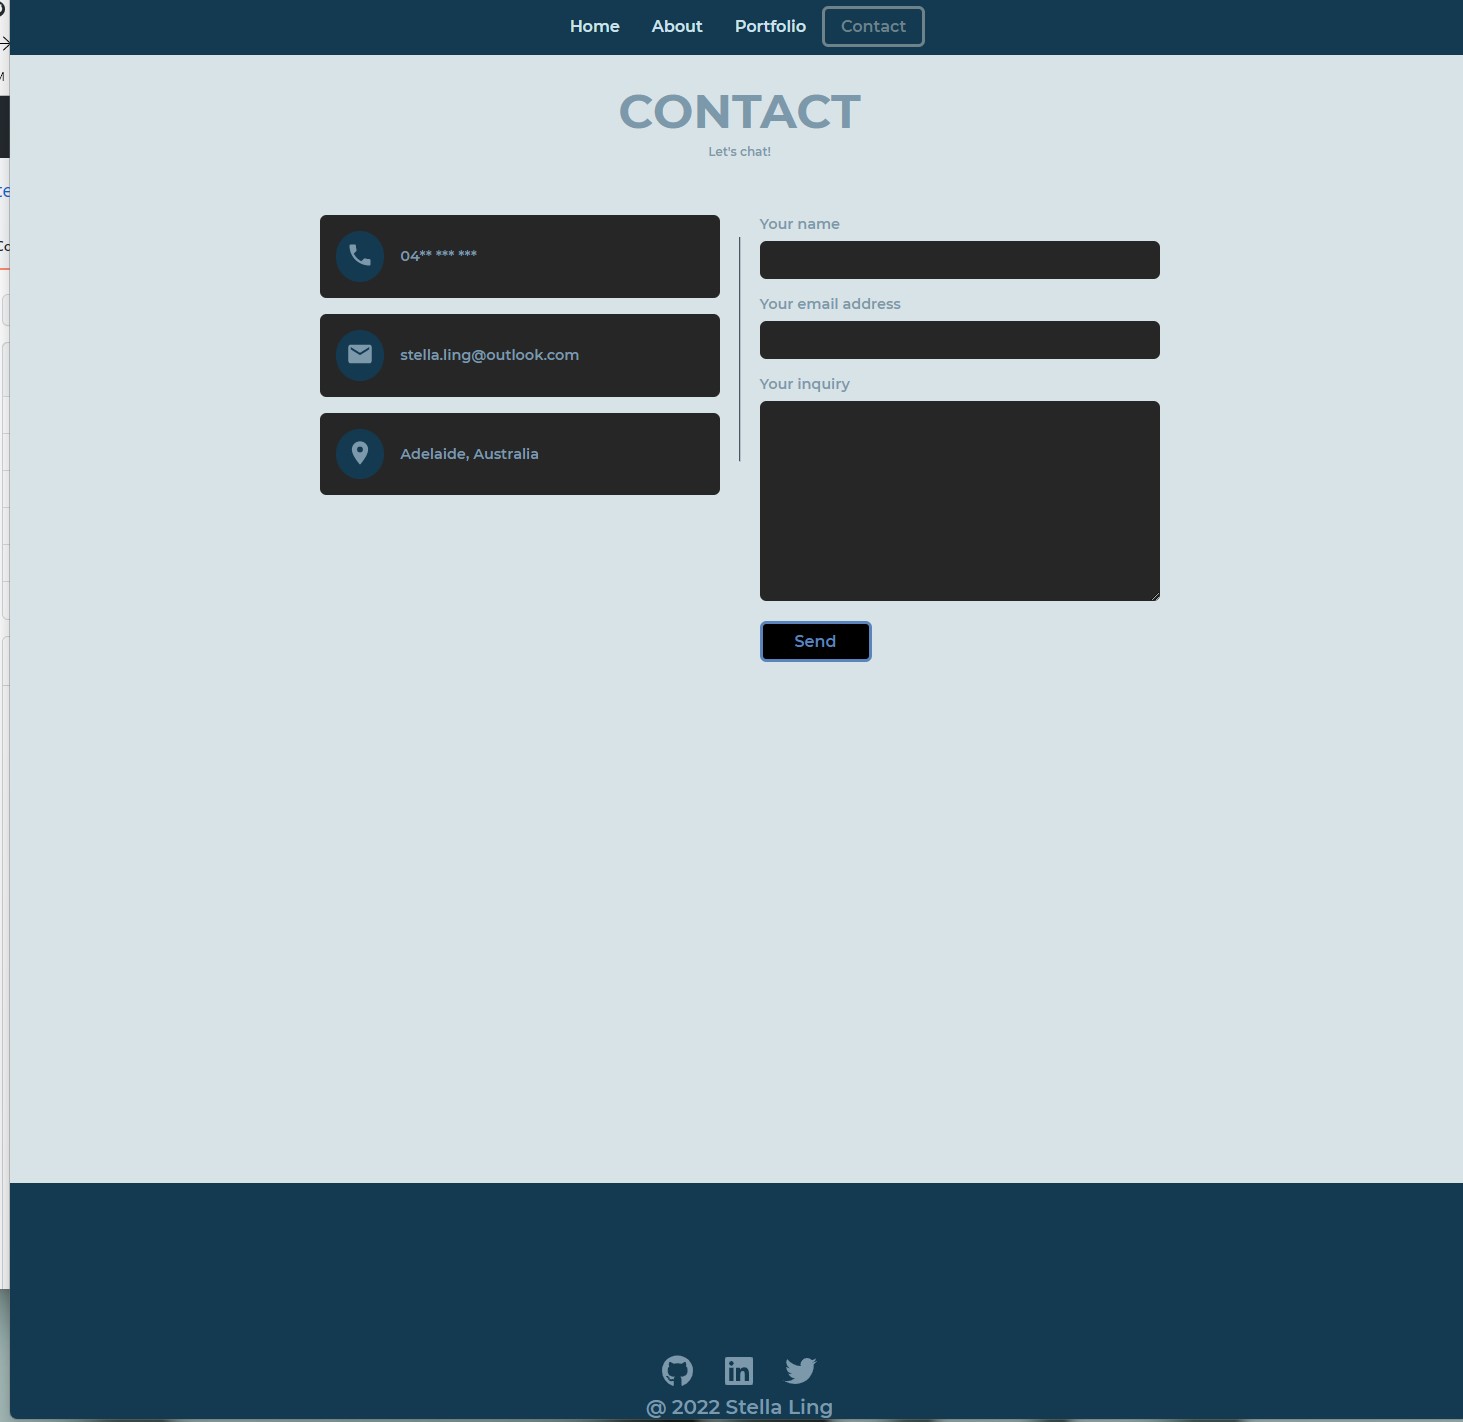 Home About Portfolio Contact
CONTACT
Let's chat!
04** *** ***
stella.ling@outlook.com
Adelaide, Australia
Your name
Your email address
Your inquiry
Send
@ 2022 Stella Ling